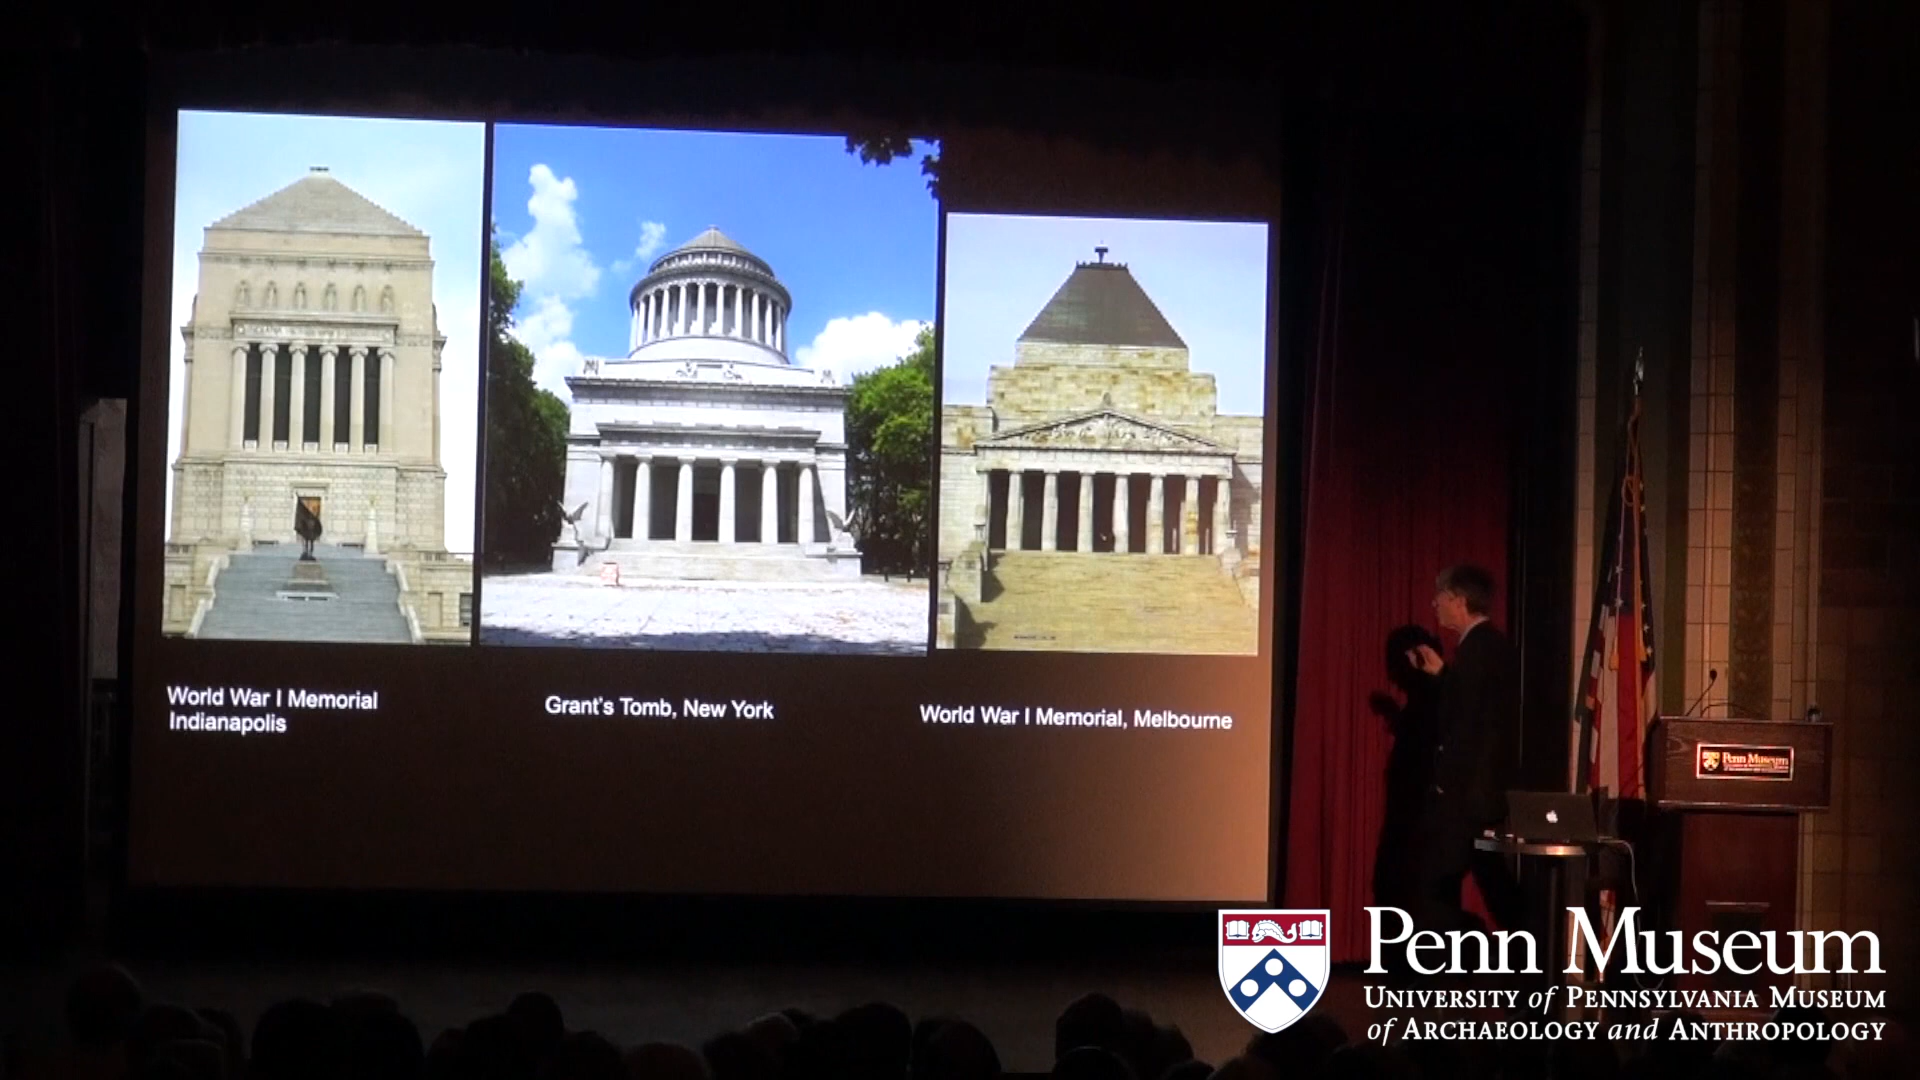 World War I Memorial
Indianapolis
Grant's Tomb, New York
World War I Memorial, Melbourne
Penn Museum
Penn Museum
University of Pennsylvania Museum
of Archaeology and Anthropology